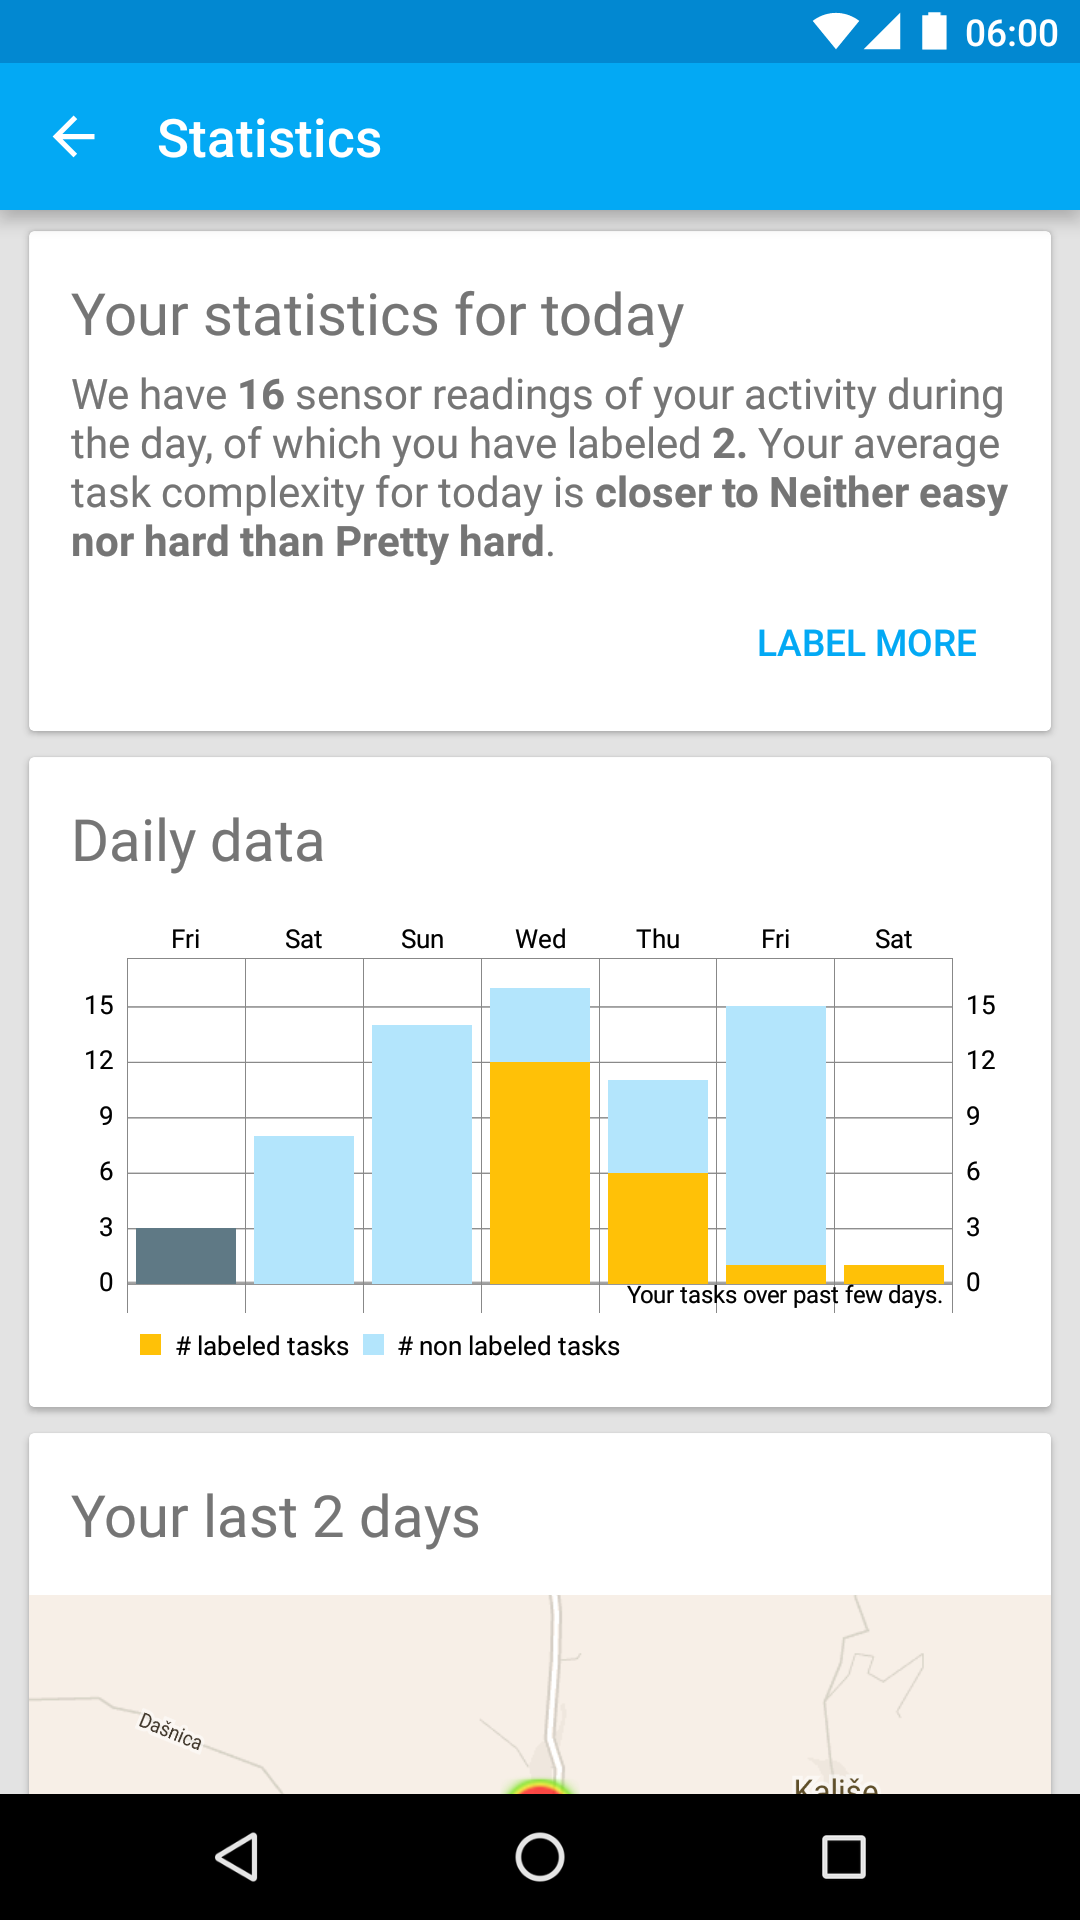 06:00
Statistics
Your statistics for today
We have 16 sensor readings of your activity during
the day, of which you have labeled 2. Your average
task complexity for today is closer to Neither easy
nor hard than Pretty hard.
LABEL MORE
Daily data
Fri Sat Sun Wed Thu Fri Sat
15 15
12 12
9 9
6 6
3 3
0 0
Your tasks over past few days.
# labeled tasks # non labeled tasks
Your last 2 days
Dašnica
Kališe